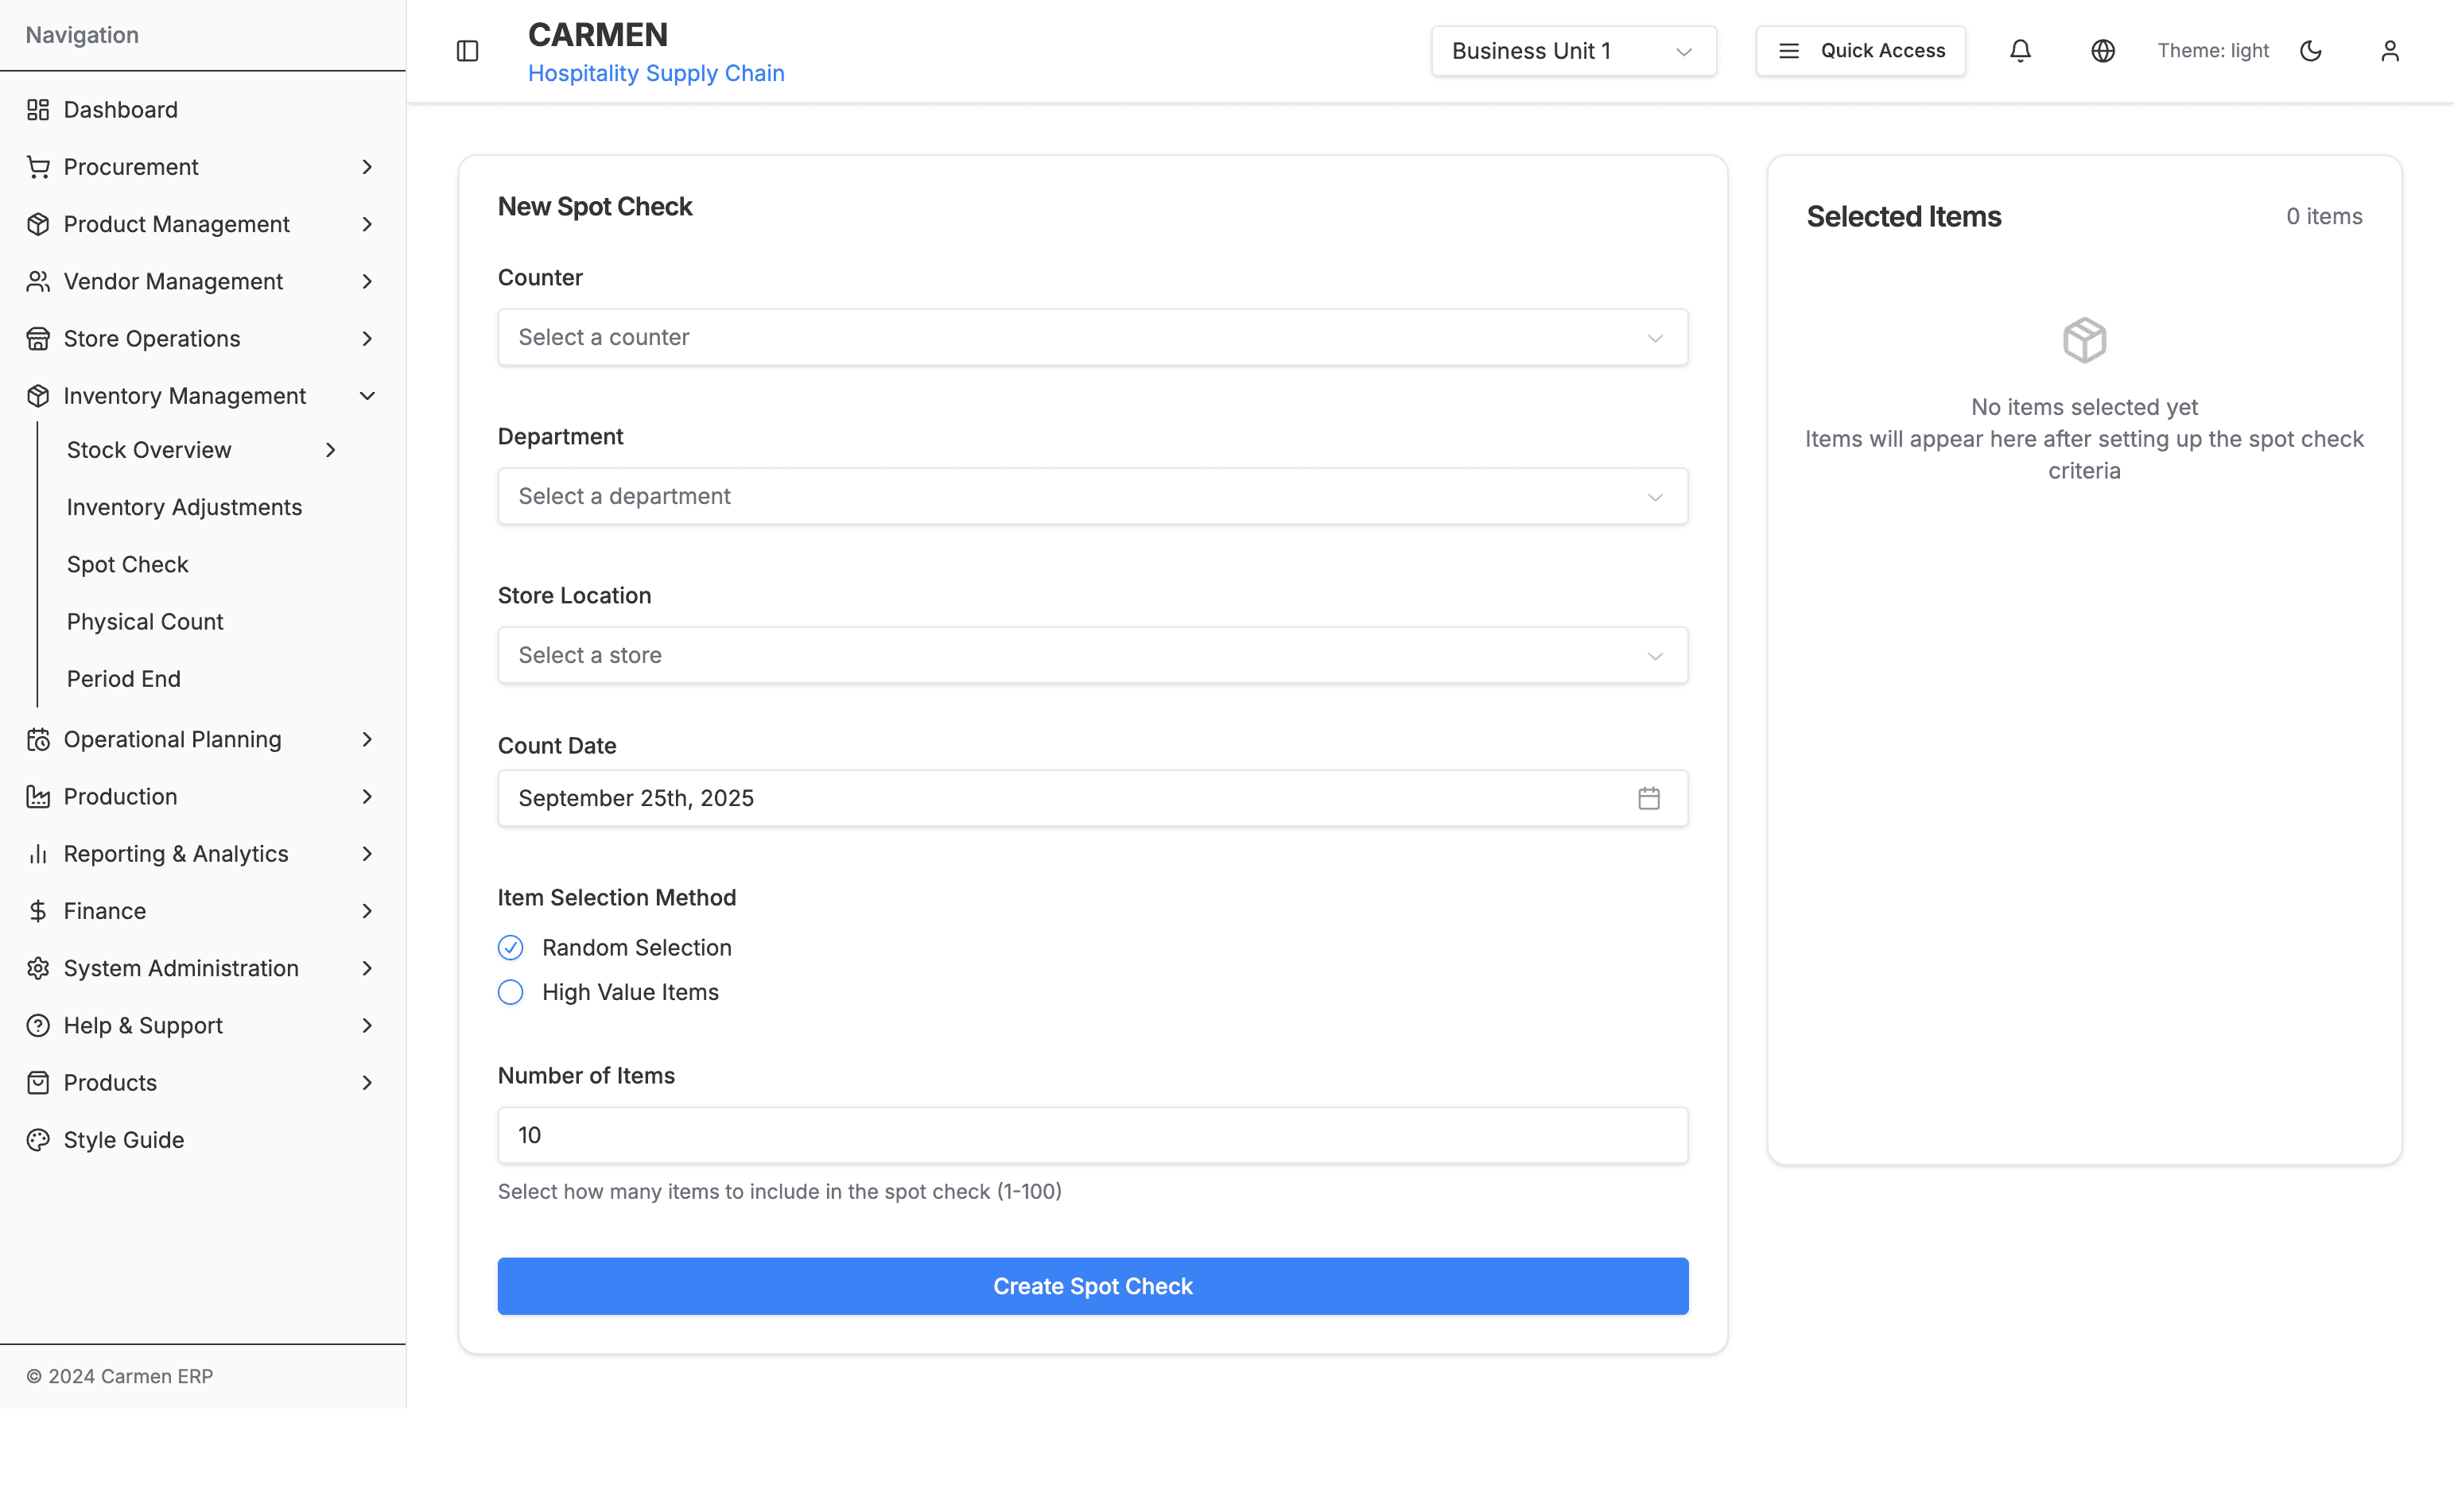 Navigation
Dashboard
Procurement
Product Management
Vendor Management
Store Operations
Inventory Management
Stock Overview
Inventory Adjustments
Spot Check
Physical Count
Period End
Operational Planning
Production
Reporting & Analytics
Finance
System Administration
Help & Support
Products
Style Guide
© 2024 Carmen ERP
CARMEN
Hospitality Supply Chain
Business Unit 1
Quick Access
Theme: light
New Spot Check
Counter
Select a counter
Department
Select a department
Store Location
Select a store
Count Date
September 25th, 2025
Item Selection Method
Random Selection
High Value Items
Number of Items
10
Select how many items to include in the spot check (1-100)
Create Spot Check
Selected Items
0 items
No items selected yet
Items will appear here after setting up the spot check
criteria